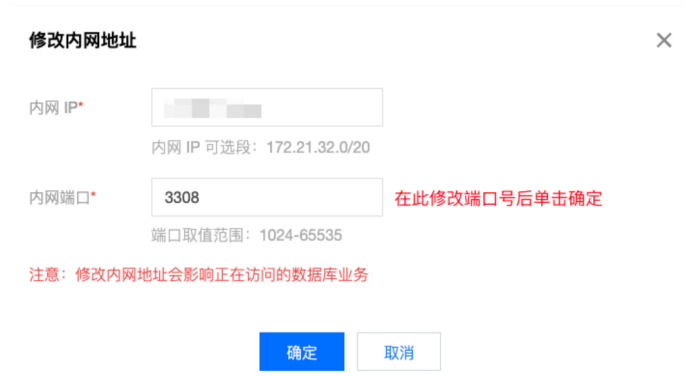 修改内网地址
内网 IP*
内网 IP 可选段：172.21.32.0/20
内网端口* 3308 在此修改端口号后单击确定
端口取值范围：1024-65535
注意：修改内网地址会影响正在访问的数据库业务
确定 取消